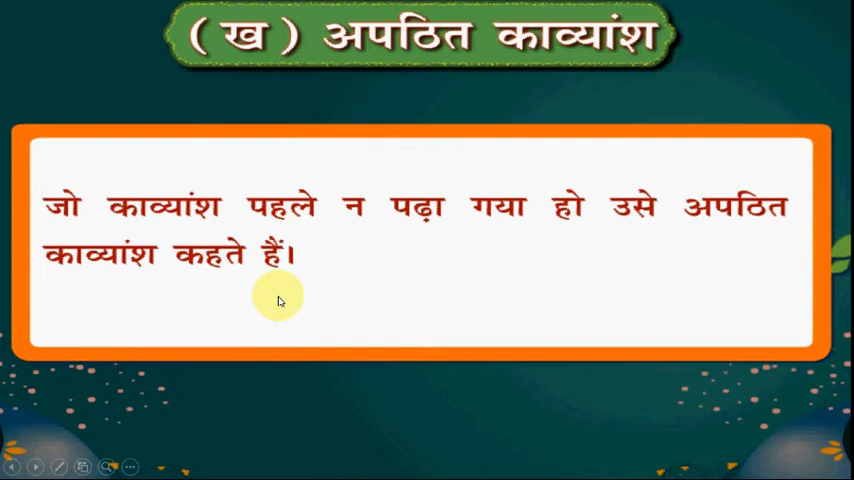 ( ख ) अपठित काव्यांश
जो काव्यांश पहले न पढ़ा गया हो उसे अपठित
काव्यांश कहते हैं।